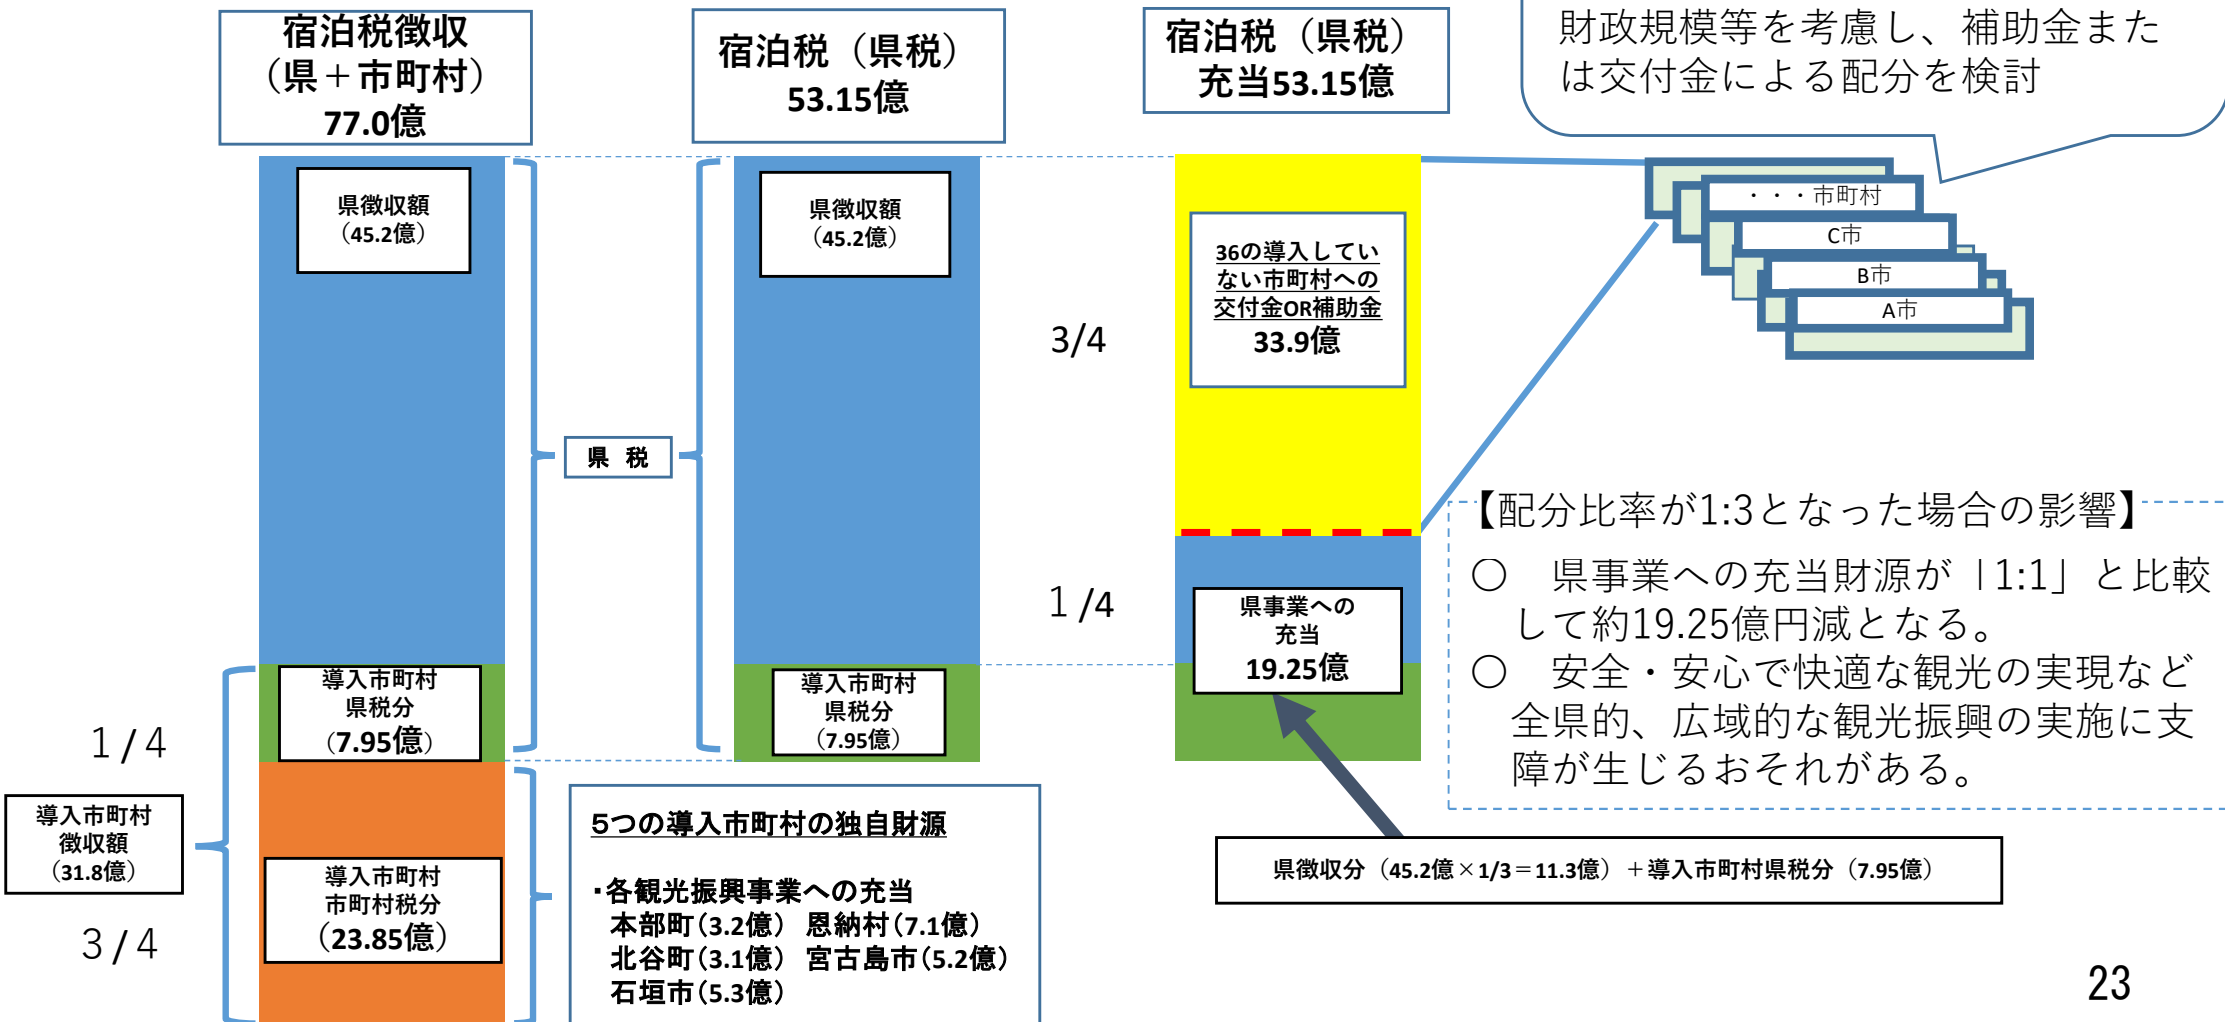 宿泊税徴収
（県＋市町村）
77.0億
宿泊税（県税）
53.15億
宿泊税（県税）
充当53.15億
財政規模等を考慮し、補助金また
は交付金による配分を検討
県徴収額
（45.2億）
県徴収額
（45.2億）
36の導入してい
ない市町村への
交付金OR補助金
33.9億
・・・市町村
C市
B市
A市
3/4
県 税
1/4
県事業への
充当
19.25億
【配分比率が1:3となった場合の影響】
○　県事業への充当財源が「1:1」と比較
して約19.25億円減となる。
○　安全・安心で快適な観光の実現など
全県的、広域的な観光振興の実施に支
障が生じるおそれがある。
導入市町村
県税分
（7.95億）
導入市町村
県税分
（7.95億）
1/4
導入市町村
徴収額
（31.8億）
3/4
導入市町村
市町村税分
（23.85億）
5つの導入市町村の独自財源
・各観光振興事業への充当
本部町（3.2億） 恩納村（7.1億）
北谷町（3.1億） 宮古島市（5.2億）
石垣市（5.3億）
県徴収分（45.2億×1/3＝11.3億）＋導入市町村県税分（7.95億）
23